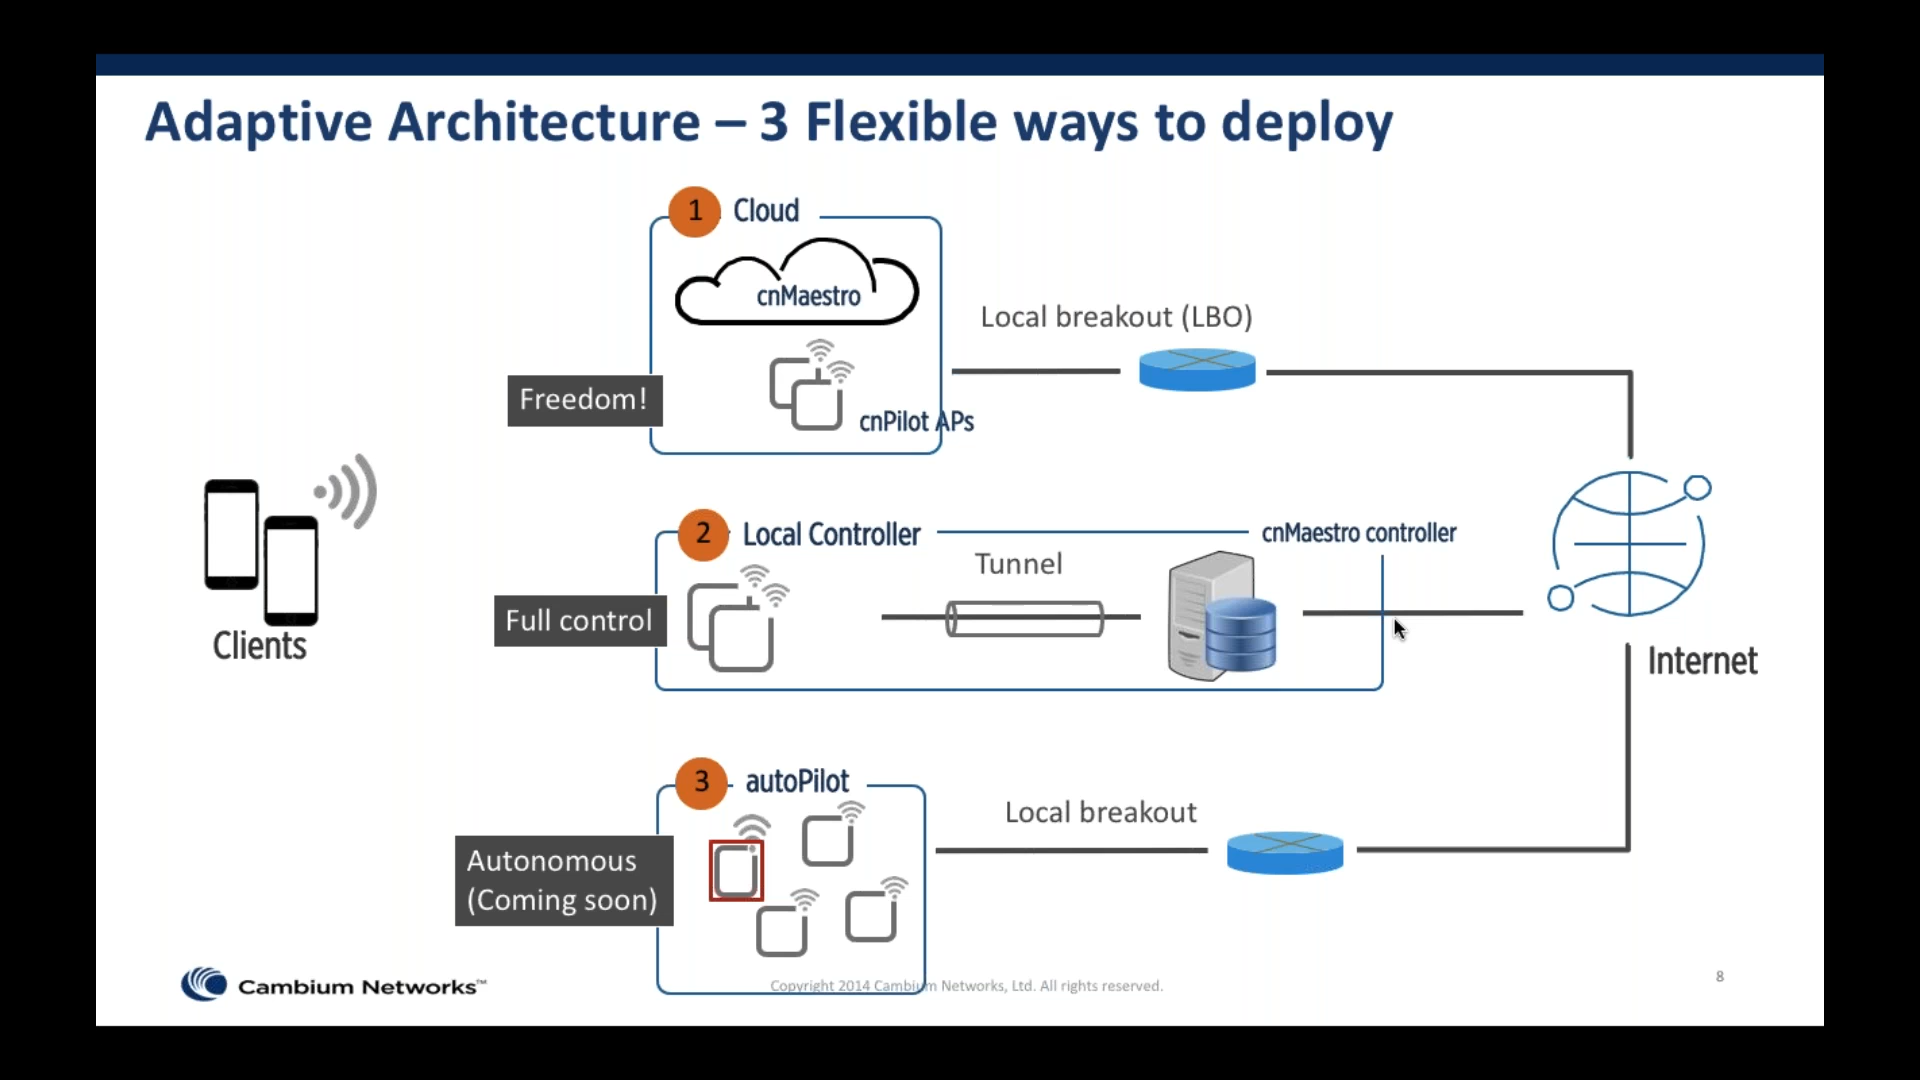 Adaptive Architecture – 3 Flexible ways to deploy
1 Cloud
cnMaestro
Local breakout (LBO)
Freedom!
cnPilot APs
Clients
2 Local Controller
cnMaestro controller
Tunnel
Full control
Internet
3 autoPilot
Local breakout
Autonomous
(Coming soon)
Cambium Networks™
Copyright 2014 Cambium Networks, Ltd. All rights reserved.
8